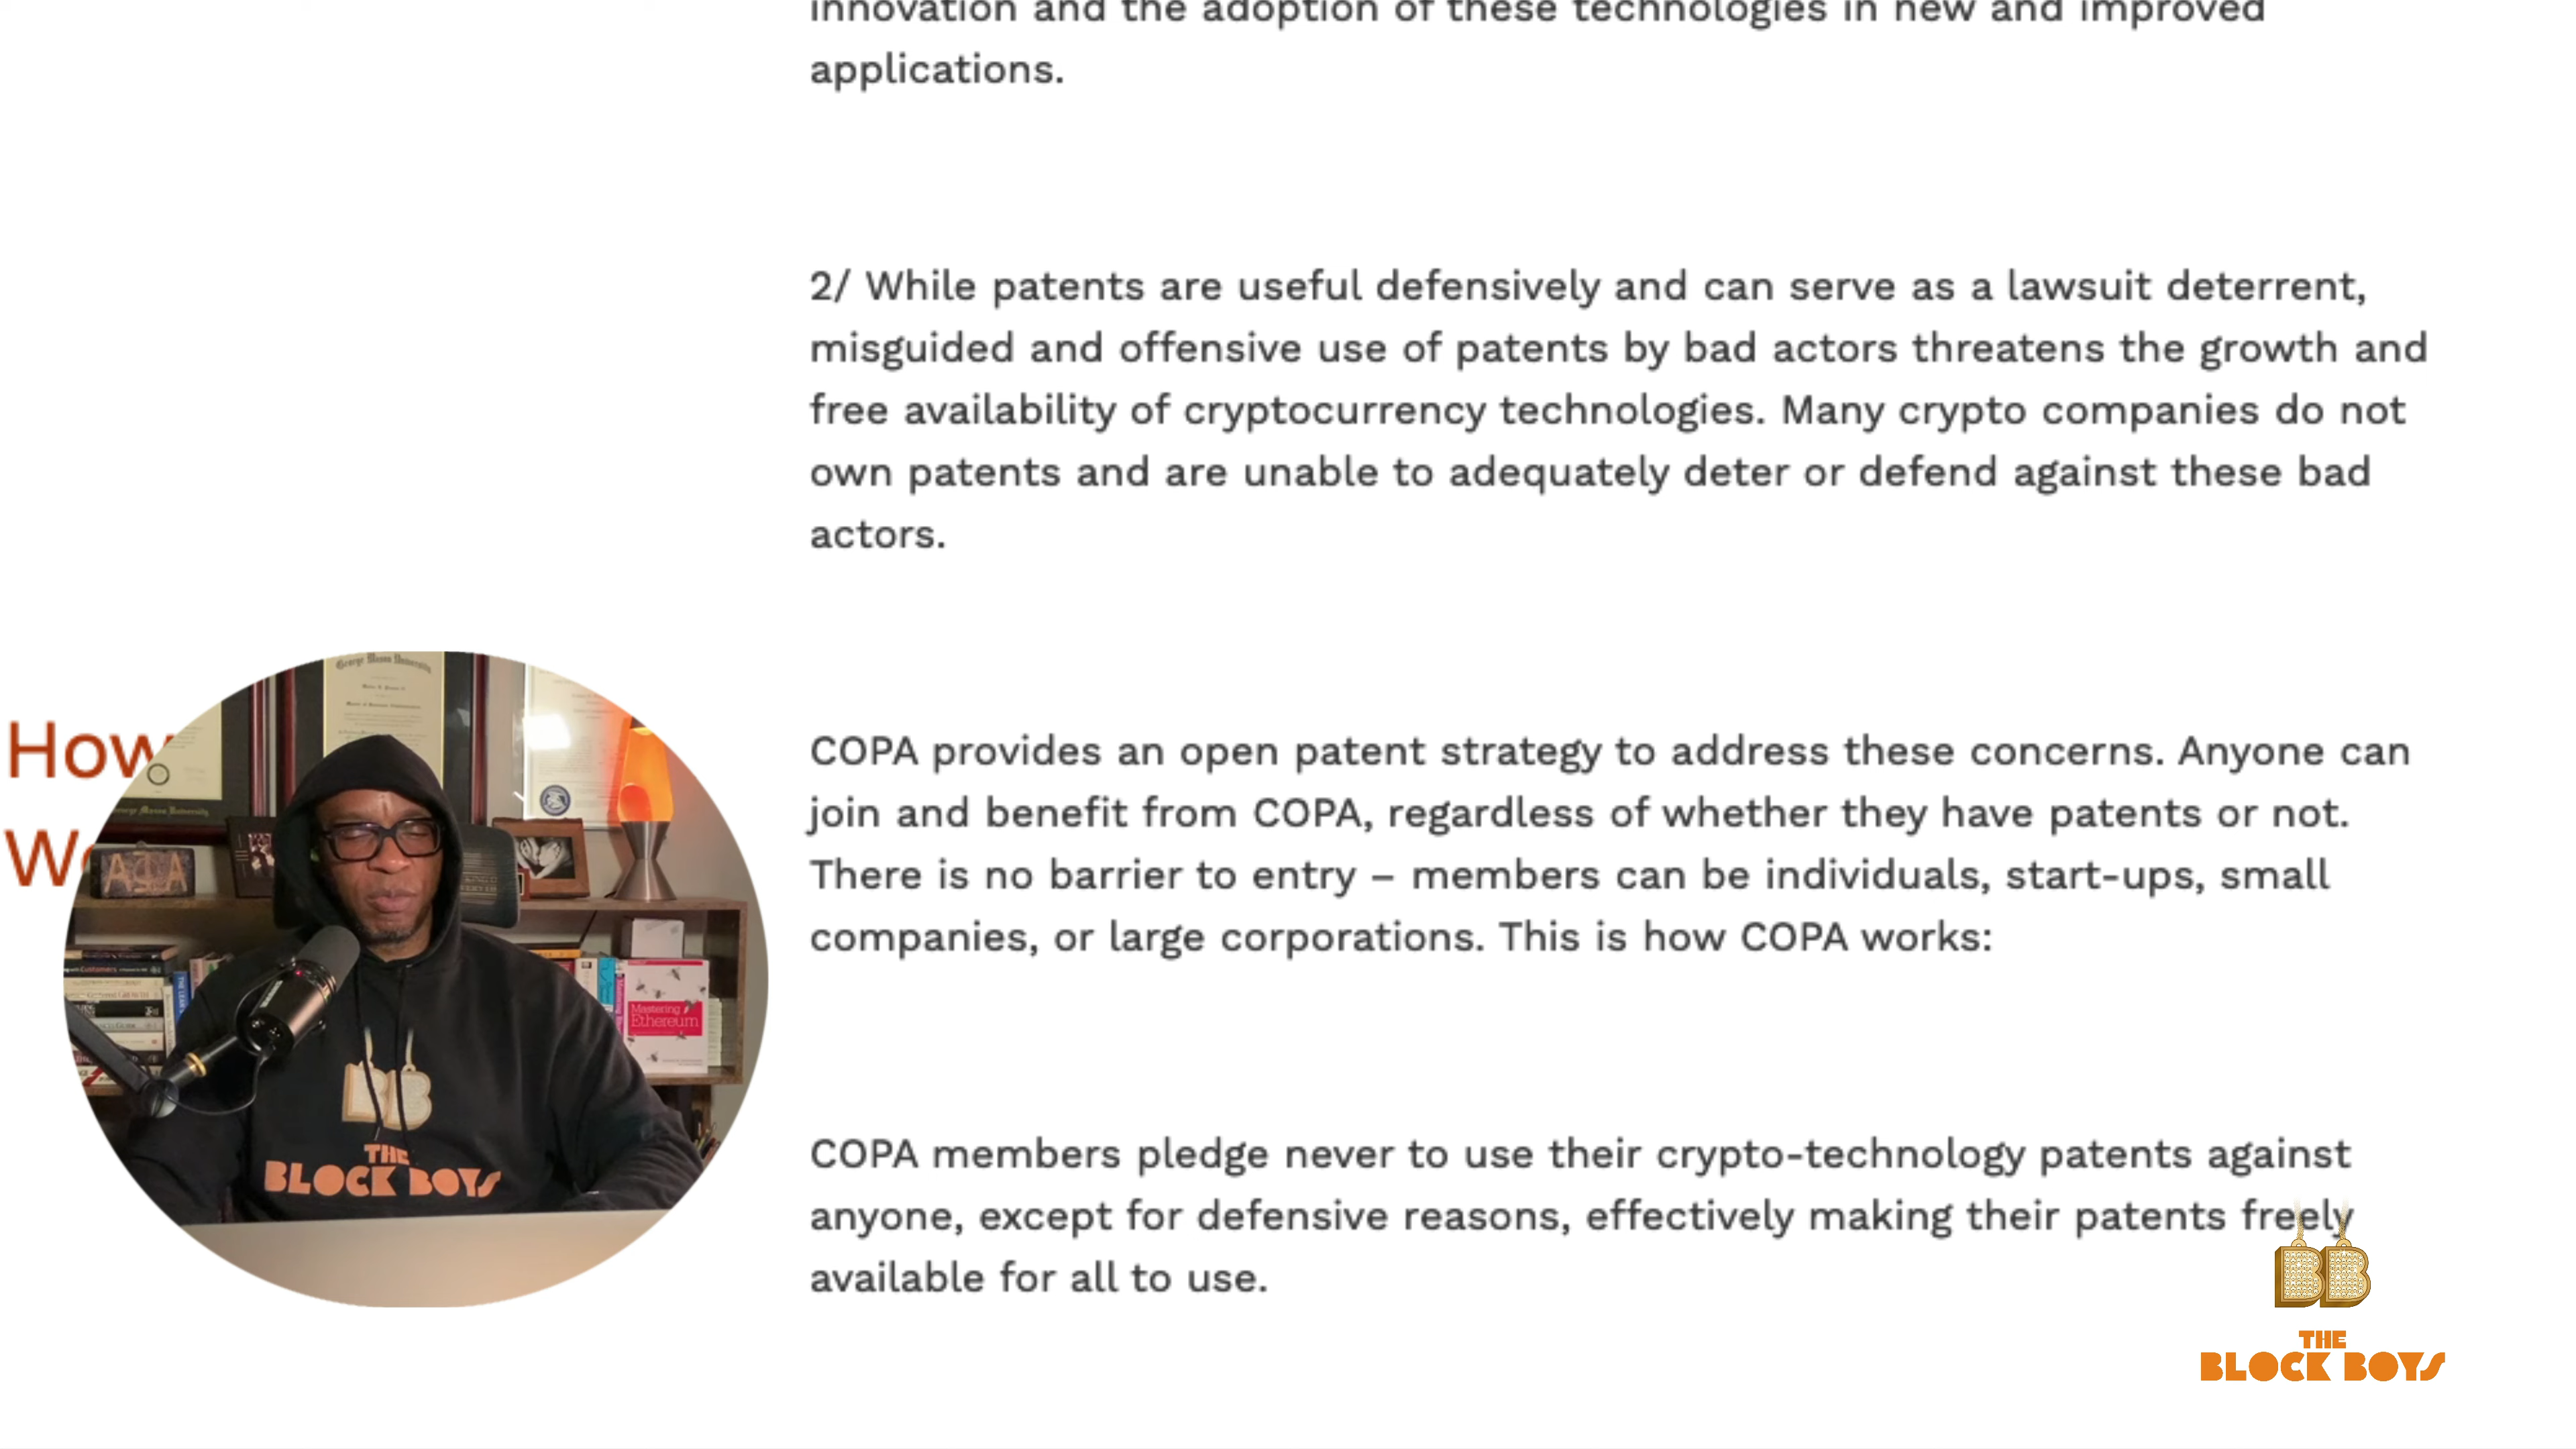 innovation and the adoption of these technologies in new and improved
applications.
2/ While patents are useful defensively and can serve as a lawsuit deterrent,
misguided and offensive use of patents by bad actors threatens the growth and
free availability of cryptocurrency technologies. Many crypto companies do not
own patents and are unable to adequately deter or defend against these bad
actors.
How
COPA provides an open patent strategy to address these concerns. Anyone can
join and benefit from COPA, regardless of whether they have patents or not.
There is no barrier to entry – members can be individuals, start-ups, small
companies, or large corporations. This is how COPA works:
COPA members pledge never to use their crypto-technology patents against
anyone, except for defensive reasons, effectively making their patents freely
available for all to use.
George Mason University
George Mason University
Mastering
Ethereum
BB
THE
BLOCK BOYS
BB
THE
BLOCK BOYS